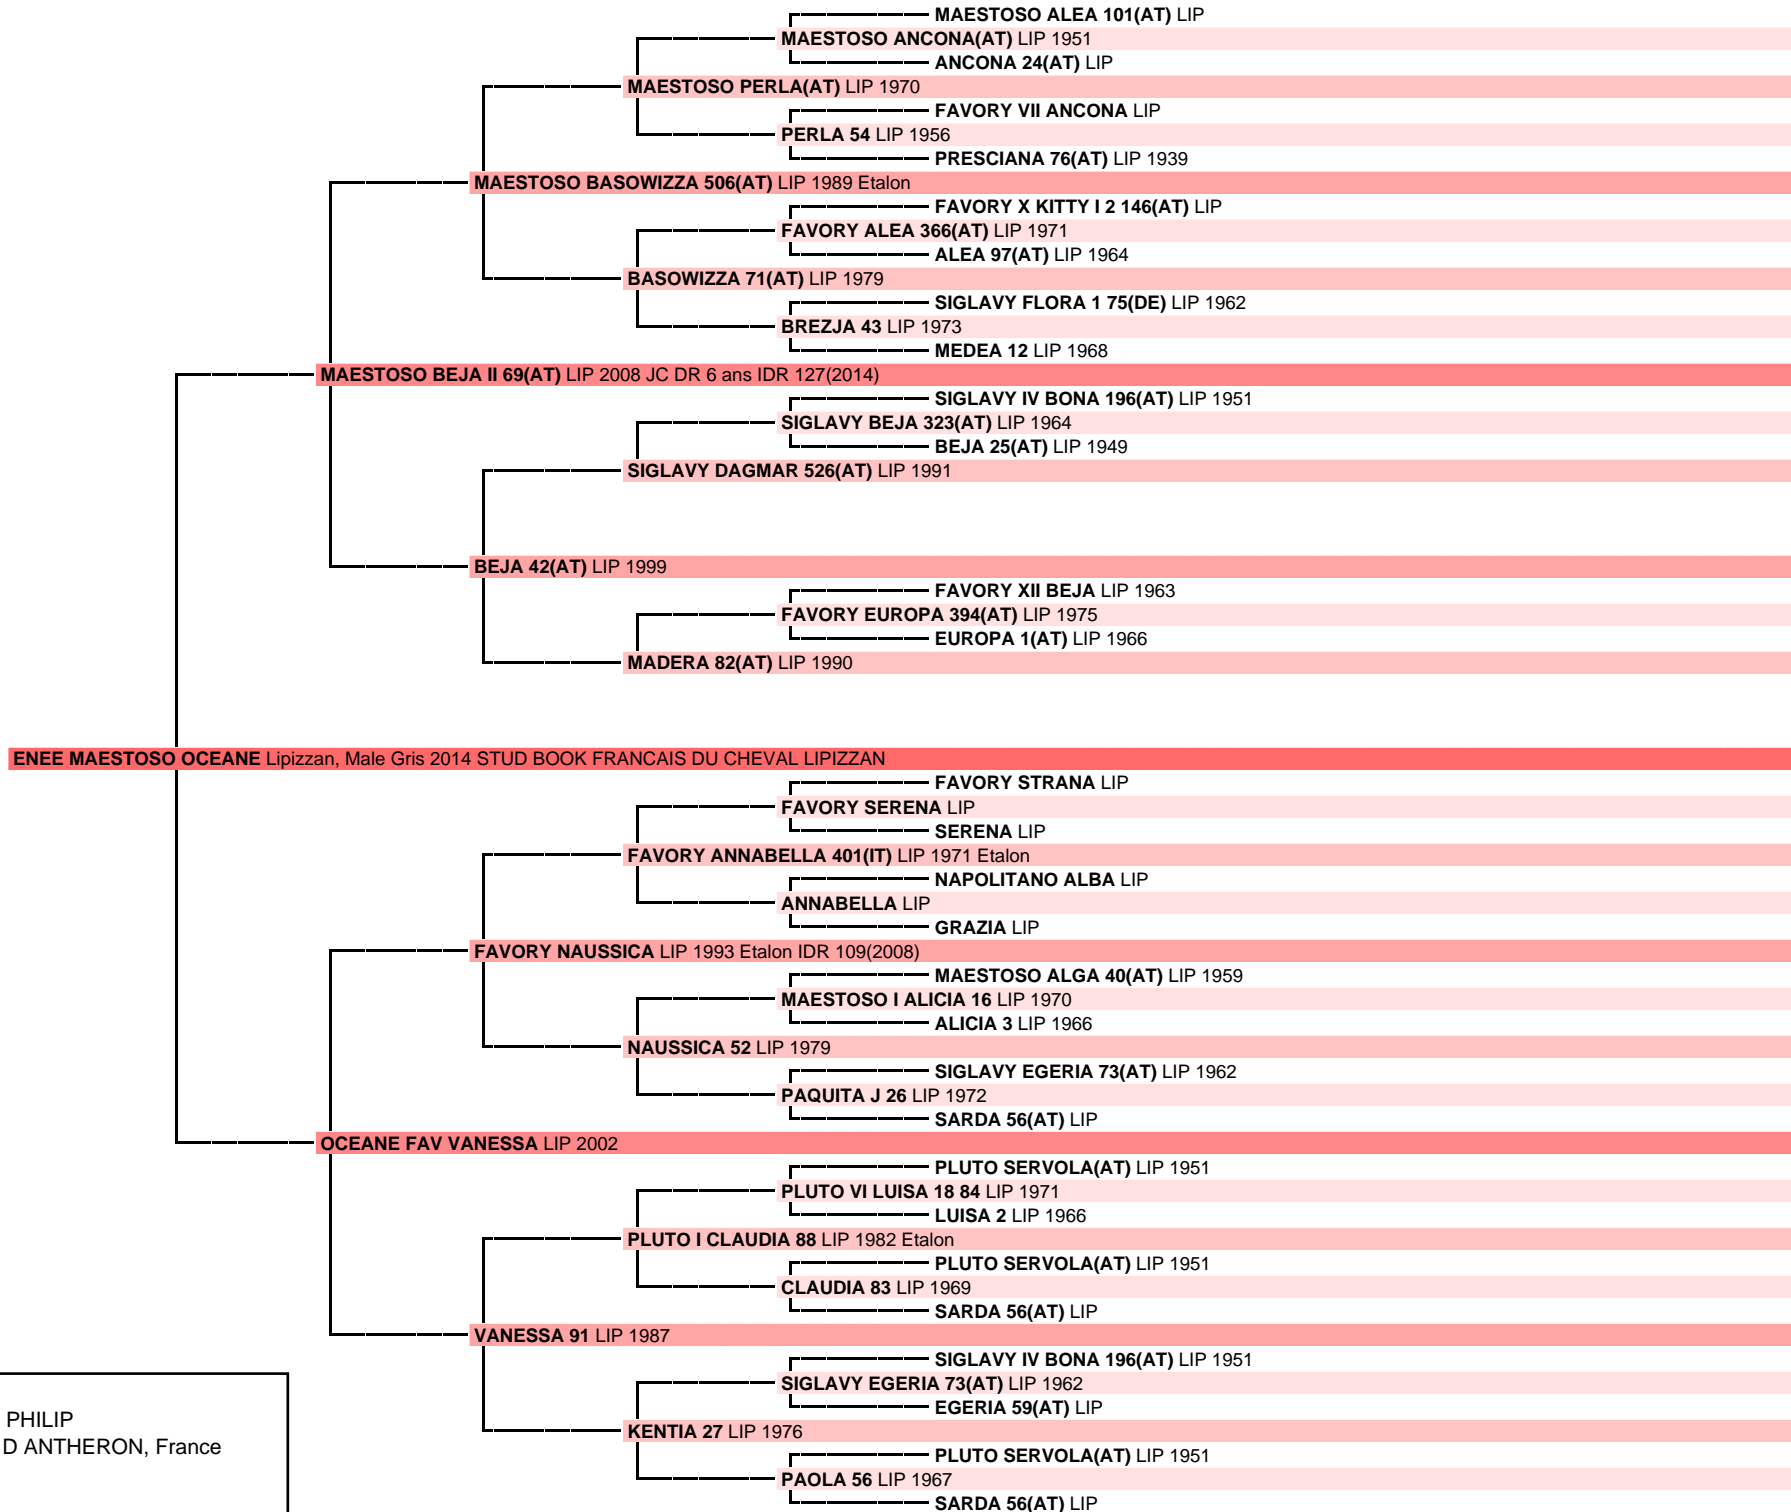 MAESTOSO ALEA 101(AT) LIP
MAESTOSO ANCONA(AT) LIP 1951
ANCONA 24(AT) LIP
MAESTOSO PERLA(AT) LIP 1970
FAVORY VII ANCONA LIP
PERLA 54 LIP 1956
PRESCIANA 76(AT) LIP 1939
MAESTOSO BASOWIZZA 506(AT) LIP 1989 Etalon
FAVORY X KITTY I 2 146(AT) LIP
FAVORY ALEA 366(AT) LIP 1971
ALEA 97(AT) LIP 1964
BASOWIZZA 71(AT) LIP 1979
SIGLAVY FLORA 1 75(DE) LIP 1962
BREZJA 43 LIP 1973
MEDEA 12 LIP 1968
MAESTOSO BEJA II 69(AT) LIP 2008 JC DR 6 ans IDR 127(2014)
SIGLAVY IV BONA 196(AT) LIP 1951
SIGLAVY BEJA 323(AT) LIP 1964
BEJA 25(AT) LIP 1949
SIGLAVY DAGMAR 526(AT) LIP 1991
BEJA 42(AT) LIP 1999
FAVORY XII BEJA LIP 1963
FAVORY EUROPA 394(AT) LIP 1975
EUROPA 1(AT) LIP 1966
MADERA 82(AT) LIP 1990
ENEE MAESTOSO OCEANE Lipizzan, Male Gris 2014 STUD BOOK FRANCAIS DU CHEVAL LIPIZZAN
FAVORY STRANA LIP
FAVORY SERENA LIP
SERENA LIP
FAVORY ANNABELLA 401(IT) LIP 1971 Etalon
NAPOLITANO ALBA LIP
ANNABELLA LIP
GRAZIA LIP
FAVORY NAUSSICA LIP 1993 Etalon IDR 109(2008)
MAESTOSO ALGA 40(AT) LIP 1959
MAESTOSO I ALICIA 16 LIP 1970
ALICIA 3 LIP 1966
NAUSSICA 52 LIP 1979
SIGLAVY EGERIA 73(AT) LIP 1962
PAQUITA J 26 LIP 1972
SARDA 56(AT) LIP
OCEANE FAV VANESSA LIP 2002
PLUTO SERVOLA(AT) LIP 1951
PLUTO VI LUISA 18 84 LIP 1971
LUISA 2 LIP 1966
PLUTO I CLAUDIA 88 LIP 1982 Etalon
PLUTO SERVOLA(AT) LIP 1951
CLAUDIA 83 LIP 1969
SARDA 56(AT) LIP
VANESSA 91 LIP 1987
SIGLAVY IV BONA 196(AT) LIP 1951
SIGLAVY EGERIA 73(AT) LIP 1962
EGERIA 59(AT) LIP
KENTIA 27 LIP 1976
PLUTO SERVOLA(AT) LIP 1951
PAOLA 56 LIP 1967
SARDA 56(AT) LIP
PHILIP
D ANTHERON, France